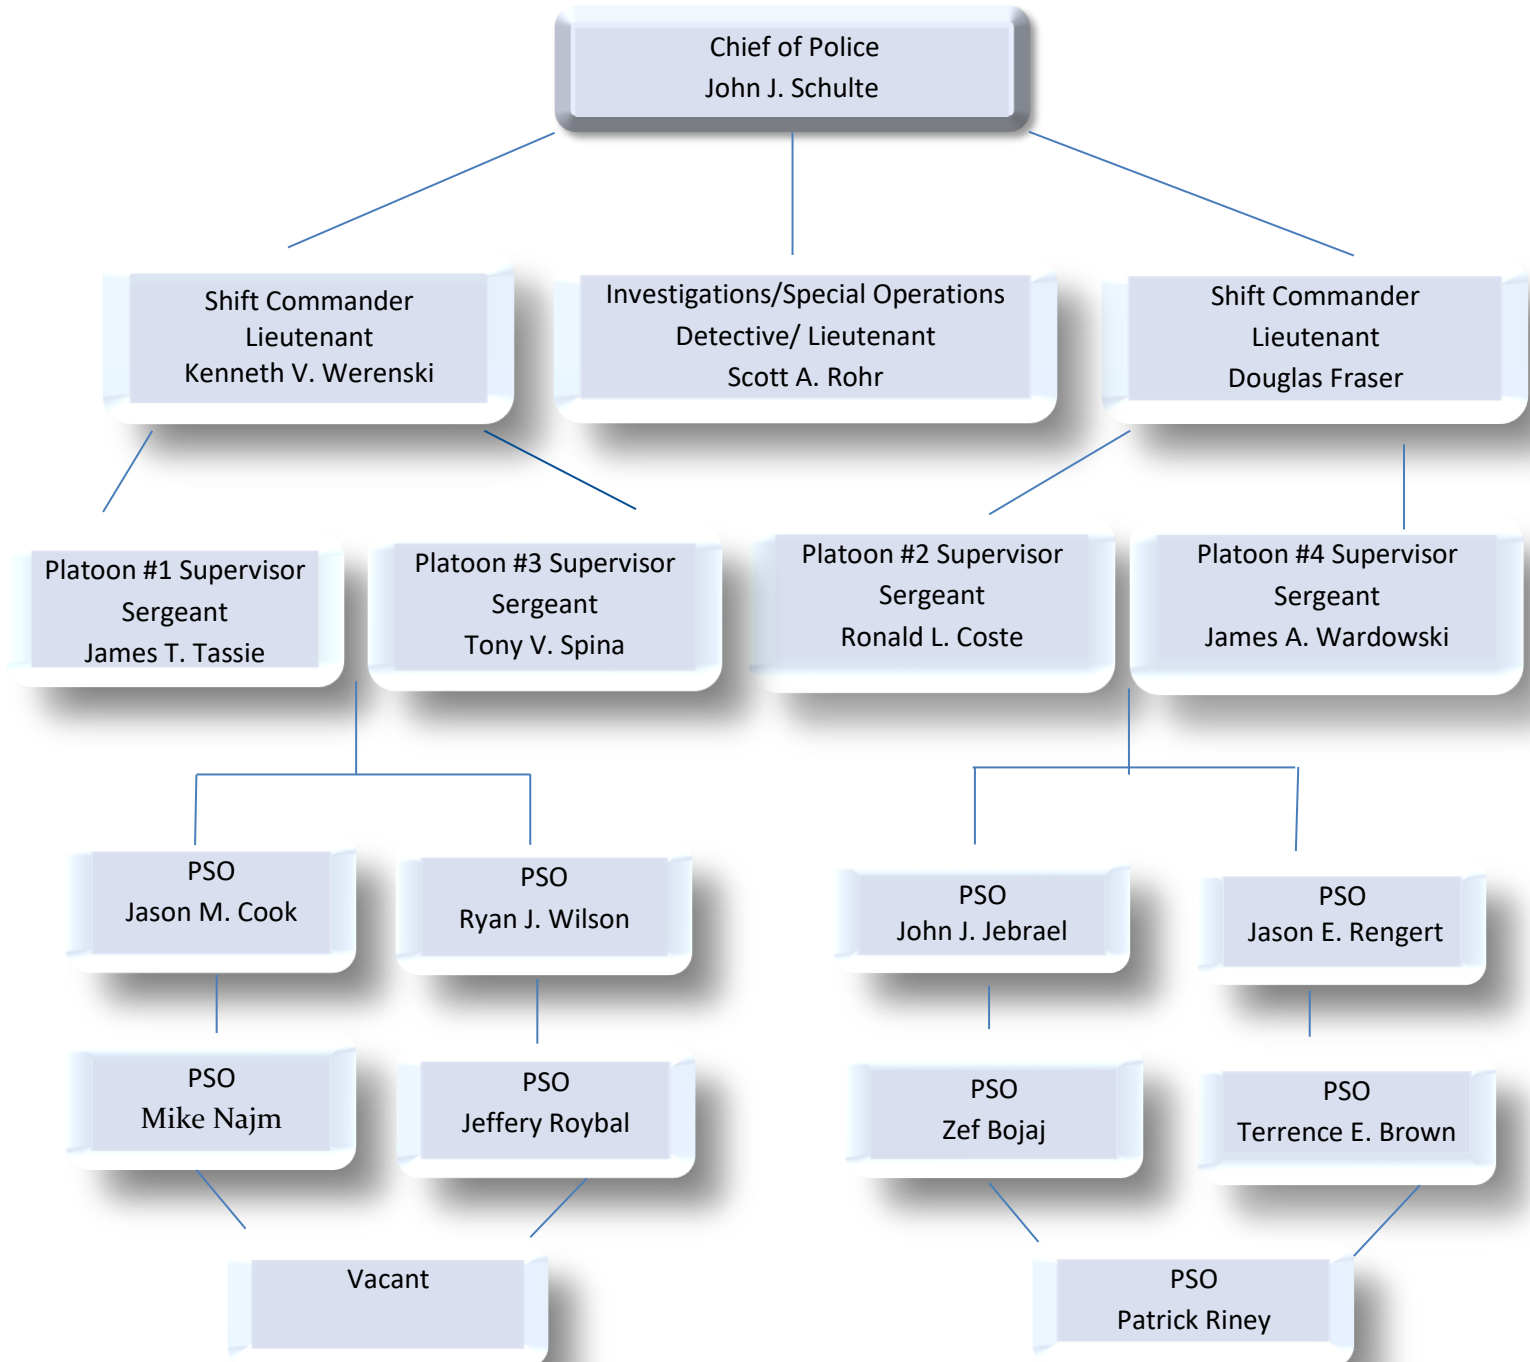 Chief of Police
John J. Schulte
Shift Commander
Lieutenant
Kenneth V. Werenski
Investigations/Special Operations
Detective/ Lieutenant
Scott A. Rohr
Shift Commander
Lieutenant
Douglas Fraser
Platoon #1 Supervisor
Sergeant
James T. Tassie
Platoon #3 Supervisor
Sergeant
Tony V. Spina
Platoon #2 Supervisor
Sergeant
Ronald L. Coste
Platoon #4 Supervisor
Sergeant
James A. Wardowski
PSO
Jason M. Cook
PSO
Ryan J. Wilson
PSO
John J. Jebrael
PSO
Jason E. Rengert
PSO
Mike Najm
PSO
Jeffery Roybal
PSO
Zef Bojaj
PSO
Terrence E. Brown
Vacant
PSO
Patrick Riney